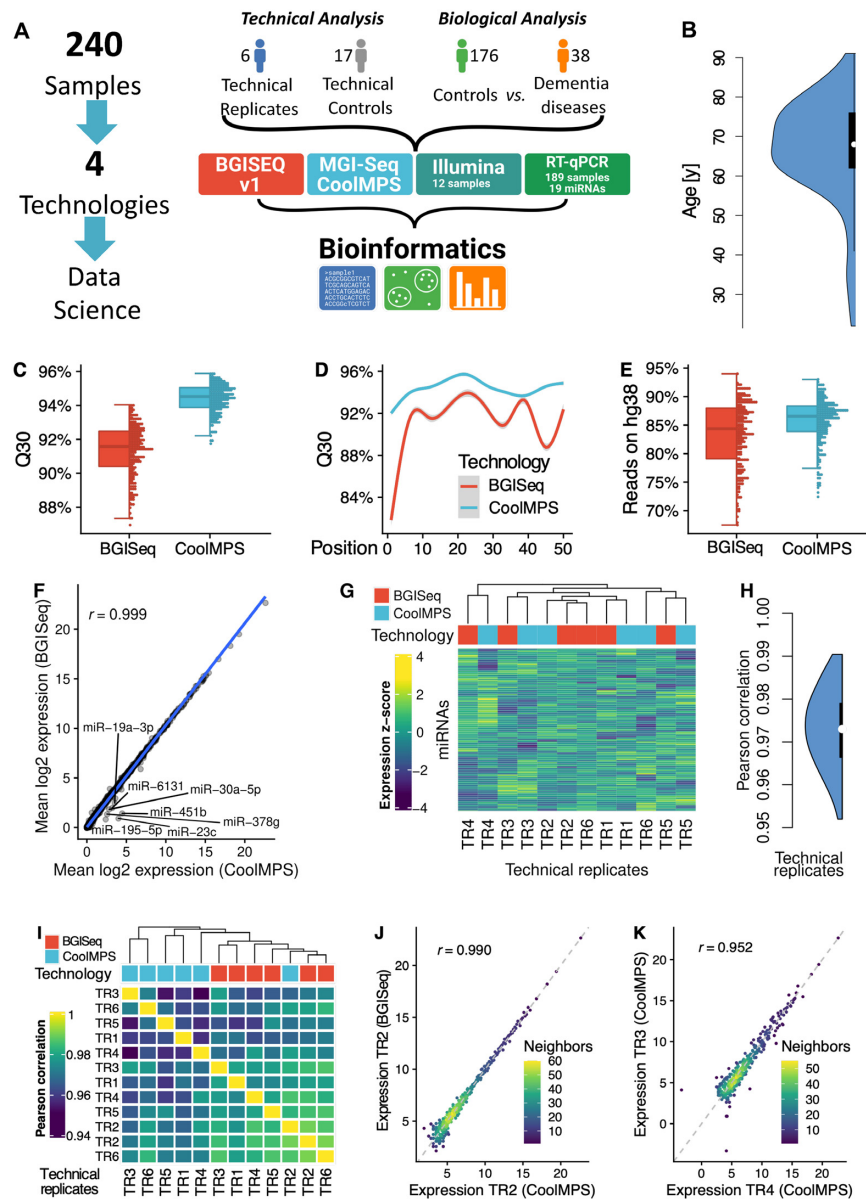 A
240
Samples
4
Technologies
Data
Science
Technical Analysis
Biological Analysis
6
17
176
38
Technical
Replicates
Technical
Controls
Controls vs.
Dementia
diseases
BGISEQ
v1
MGI-Seq
CoolMPS
Illumina
12 samples
RT-qPCR
189 samples
19 miRNAs
Bioinformatics
>sample1
ACGCGGCGTCAT
TCGCAGCAGTCA
ACTCATGGAGAC
ACCTGCACTCTC
ACCGGcTCGTCT
B
Age [y]
90
80
70
60
50
40
30
C
Q30
96%
94%
92%
90%
88%
BGISeq
CoolMPS
D
Q30
96%
92%
88%
84%
Technology
BGISeq
CoolMPS
Position
0
10
20
30
40
50
E
Reads on hg38
95%
90%
85%
80%
75%
70%
BGISeq
CoolMPS
F
r = 0.999
Mean log2 expression (BGISeq)
20
15
10
5
0
miR-19a-3p
miR-6131
miR-30a-5p
miR-451b
miR-378g
miR-195-5p
miR-23c
0
5
10
15
20
Mean log2 expression (CoolMPS)
G
BGISeq
CoolMPS
Technology
Expression z-score
4
2
0
-2
-4
miRNAs
TR4 TR4 TR3 TR3 TR2 TR2 TR6 TR1 TR1 TR6 TR5 TR5
Technical replicates
H
Pearson correlation
1.00
0.99
0.98
0.97
0.96
0.95
Technical
replicates
I
BGISeq
CoolMPS
Technology
Pearson correlation
1
0.98
0.96
0.94
TR3
TR6
TR5
TR1
TR4
TR3
TR1
TR4
TR5
TR2
TR2
TR6
Technical
replicates
TR3 TR6 TR5 TR1 TR4 TR3 TR1 TR4 TR5 TR2 TR2 TR6
J
r = 0.990
Expression TR2 (BGISeq)
20
15
10
5
Neighbors
60
50
40
30
20
10
5
10
15
20
Expression TR2 (CoolMPS)
K
r = 0.952
Expression TR3 (CoolMPS)
20
15
10
5
0
Neighbors
50
40
30
20
10
0
5
10
15
20
Expression TR4 (CoolMPS)